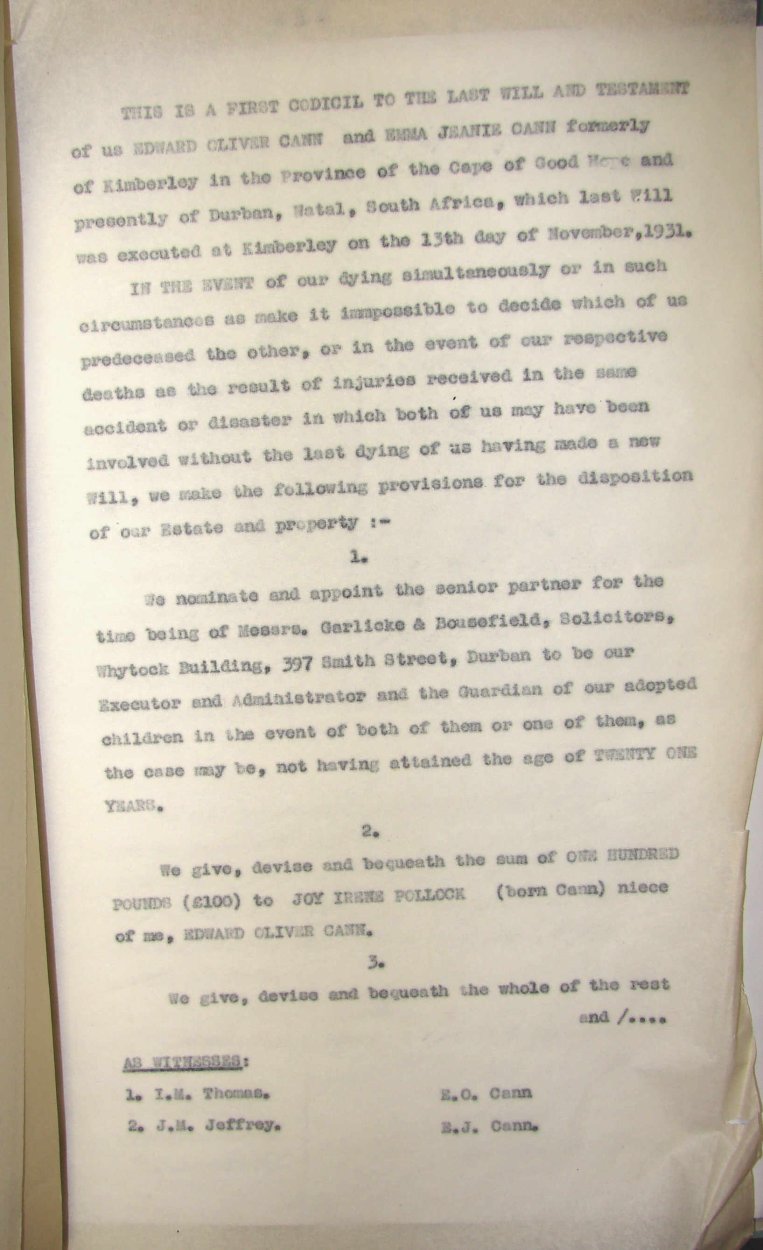 THIS IS A FIRST CODICIL TO THE LAST WILL AND TESTAMENT
of us EDWARD OLIVER CANN and EMMA JEANIE CANN formerly
of Kimberley in the Province of the Cape of Good Hope and
presently of Durban, Natal, South Africa, which last Will
was executed at Kimberley on the 13th day of November,1931.
IN THE EVENT of our dying simultaneously or in such
circumstances as make it immpossible to decide which of us
predeceased the other, or in the event of our respective
deaths as the result of injuries received in the same
accident or disaster in which both of us may have been
involved without the last dying of us having made a new
Will, we make the following provisions for the disposition
of our Estate and property :-
1.
We nominate and appoint the senior partner for the
time being of Messrs. Garlicke & Bousefield, Solicitors,
Whytock Building, 397 Smith Street, Durban to be our
Executor and Administrator and the Guardian of our adopted
children in the event of both of them or one of them, as
the case may be, not having attained the age of TWENTY ONE
YEARS.
2.
We give, devise and bequeath the sum of ONE HUNDRED
POUNDS (£100) to JOY IRENE POLLOCK (born Cann) niece
of me, EDWARD OLIVER CANN.
3.
We give, devise and bequeath the whole of the rest
and /....
AS WITNESSES:
1. I.M. Thomas. E.O. Cann
2. J.M. Jeffrey. E.J. Cann.